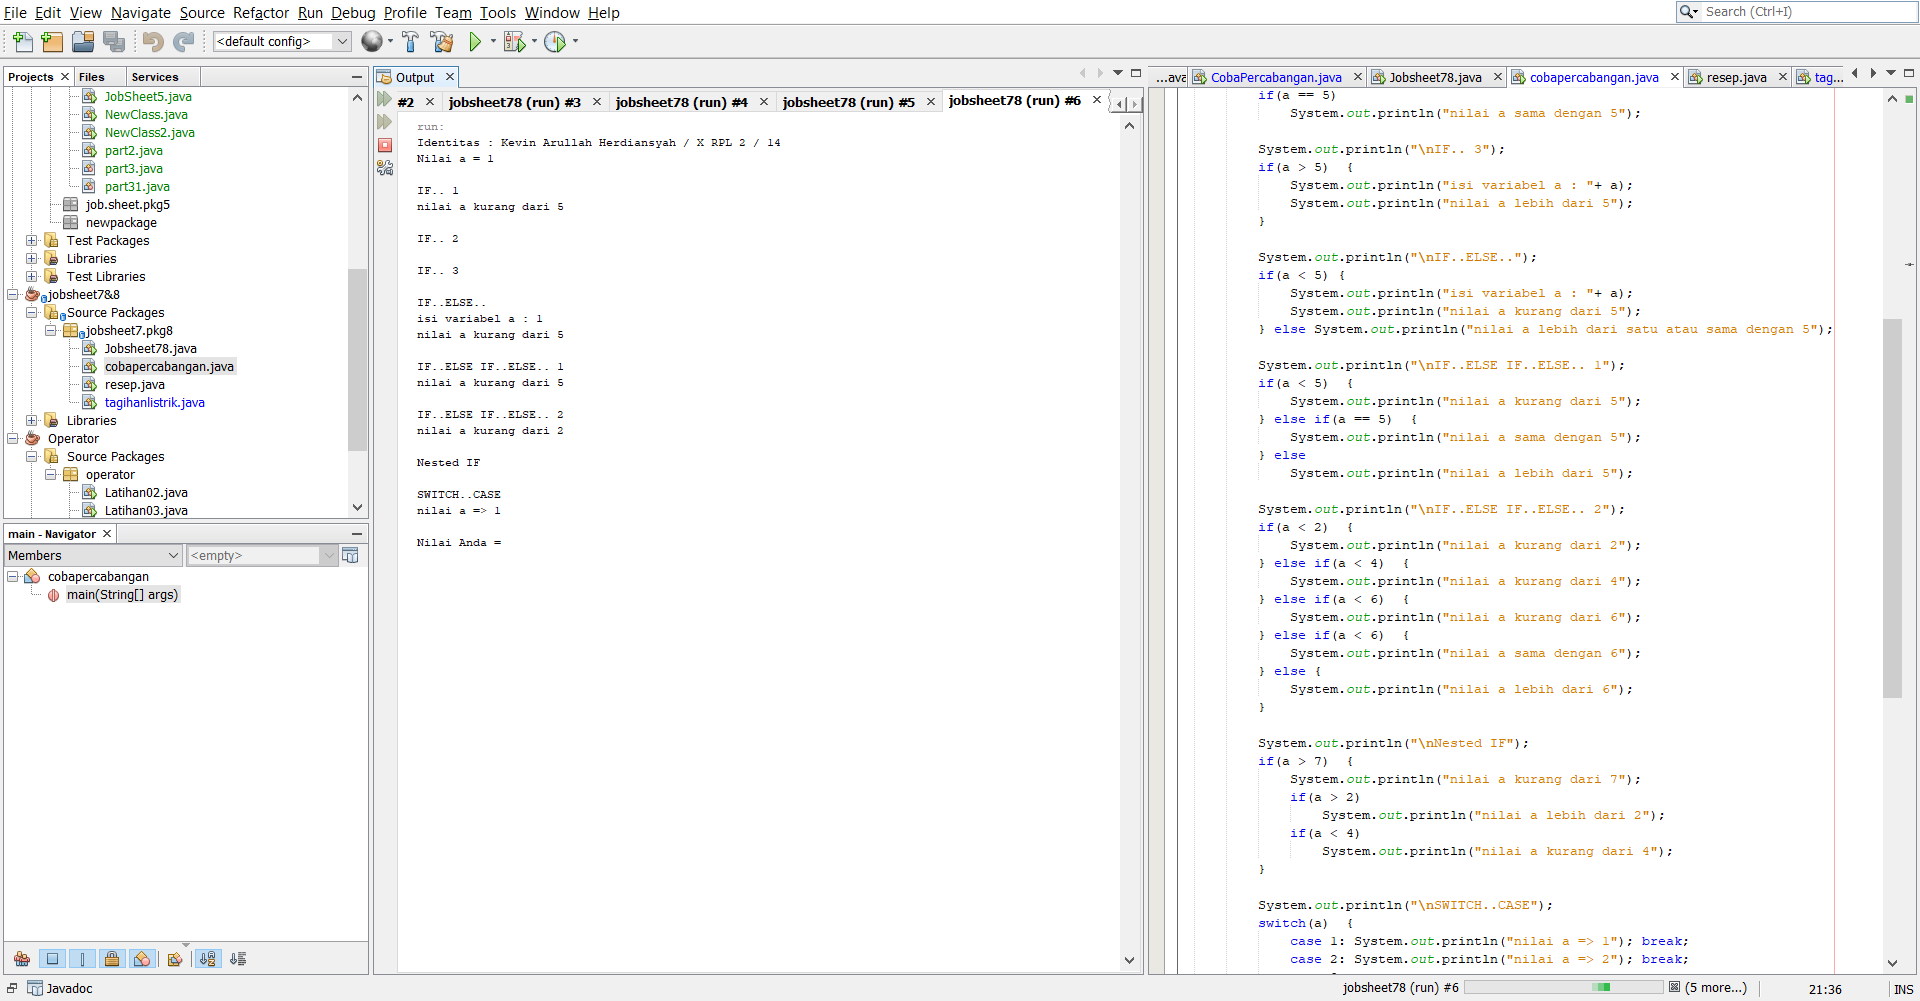 File Edit View Navigate Source Refactor Run Debug Profile Team Tools Window Help
Search (Ctrl+I)
<default config>
Projects
Files
Services
JobSheet5.java
NewClass.java
NewClass2.java
part2.java
part3.java
part31.java
job.sheet.pkg5
newpackage
Test Packages
Libraries
Test Libraries
jobsheet7&8
Source Packages
jobsheet7.pkg8
Jobsheet78.java
cobapercabangan.java
resep.java
tagihanlistrik.java
Libraries
Operator
Source Packages
operator
Latihan02.java
Latihan03.java
main - Navigator
Members
<empty>
cobapercabangan
main(String[] args)
Javadoc
Output
#2
jobsheet78 (run) #3
jobsheet78 (run) #4
jobsheet78 (run) #5
jobsheet78 (run) #6
run:
Identitas : Kevin Arullah Herdiansyah / X RPL 2 / 14
Nilai a = 1
IF.. 1
nilai a kurang dari 5
IF.. 2
IF.. 3
IF..ELSE..
isi variabel a : 1
nilai a kurang dari 5
IF..ELSE IF..ELSE.. 1
nilai a kurang dari 5
IF..ELSE IF..ELSE.. 2
nilai a kurang dari 2
Nested IF
SWITCH..CASE
nilai a => 1
Nilai Anda =
...ava
CobaPercabangan.java
Jobsheet78.java
cobapercabangan.java
resep.java
tag...
if(a == 5)
System.out.println("nilai a sama dengan 5");
System.out.println("\nIF.. 3");
if(a > 5) {
System.out.println("isi variabel a : "+ a);
System.out.println("nilai a lebih dari 5");
}
System.out.println("\nIF..ELSE..");
if(a < 5) {
System.out.println("isi variabel a : "+ a);
System.out.println("nilai a kurang dari 5");
} else System.out.println("nilai a lebih dari satu atau sama dengan 5");
System.out.println("\nIF..ELSE IF..ELSE.. 1");
if(a < 5) {
System.out.println("nilai a kurang dari 5");
} else if(a == 5) {
System.out.println("nilai a sama dengan 5");
} else
System.out.println("nilai a lebih dari 5");
System.out.println("\nIF..ELSE IF..ELSE.. 2");
if(a < 2) {
System.out.println("nilai a kurang dari 2");
} else if(a < 4) {
System.out.println("nilai a kurang dari 4");
} else if(a < 6) {
System.out.println("nilai a kurang dari 6");
} else if(a < 6) {
System.out.println("nilai a sama dengan 6");
} else {
System.out.println("nilai a lebih dari 6");
}
System.out.println("\nNested IF");
if(a > 7) {
System.out.println("nilai a kurang dari 7");
if(a > 2)
System.out.println("nilai a lebih dari 2");
if(a < 4)
System.out.println("nilai a kurang dari 4");
}
System.out.println("\nSWITCH..CASE");
switch(a) {
case 1: System.out.println("nilai a => 1"); break;
case 2: System.out.println("nilai a => 2"); break;
jobsheet78 (run) #6
(5 more...)
21:36
INS